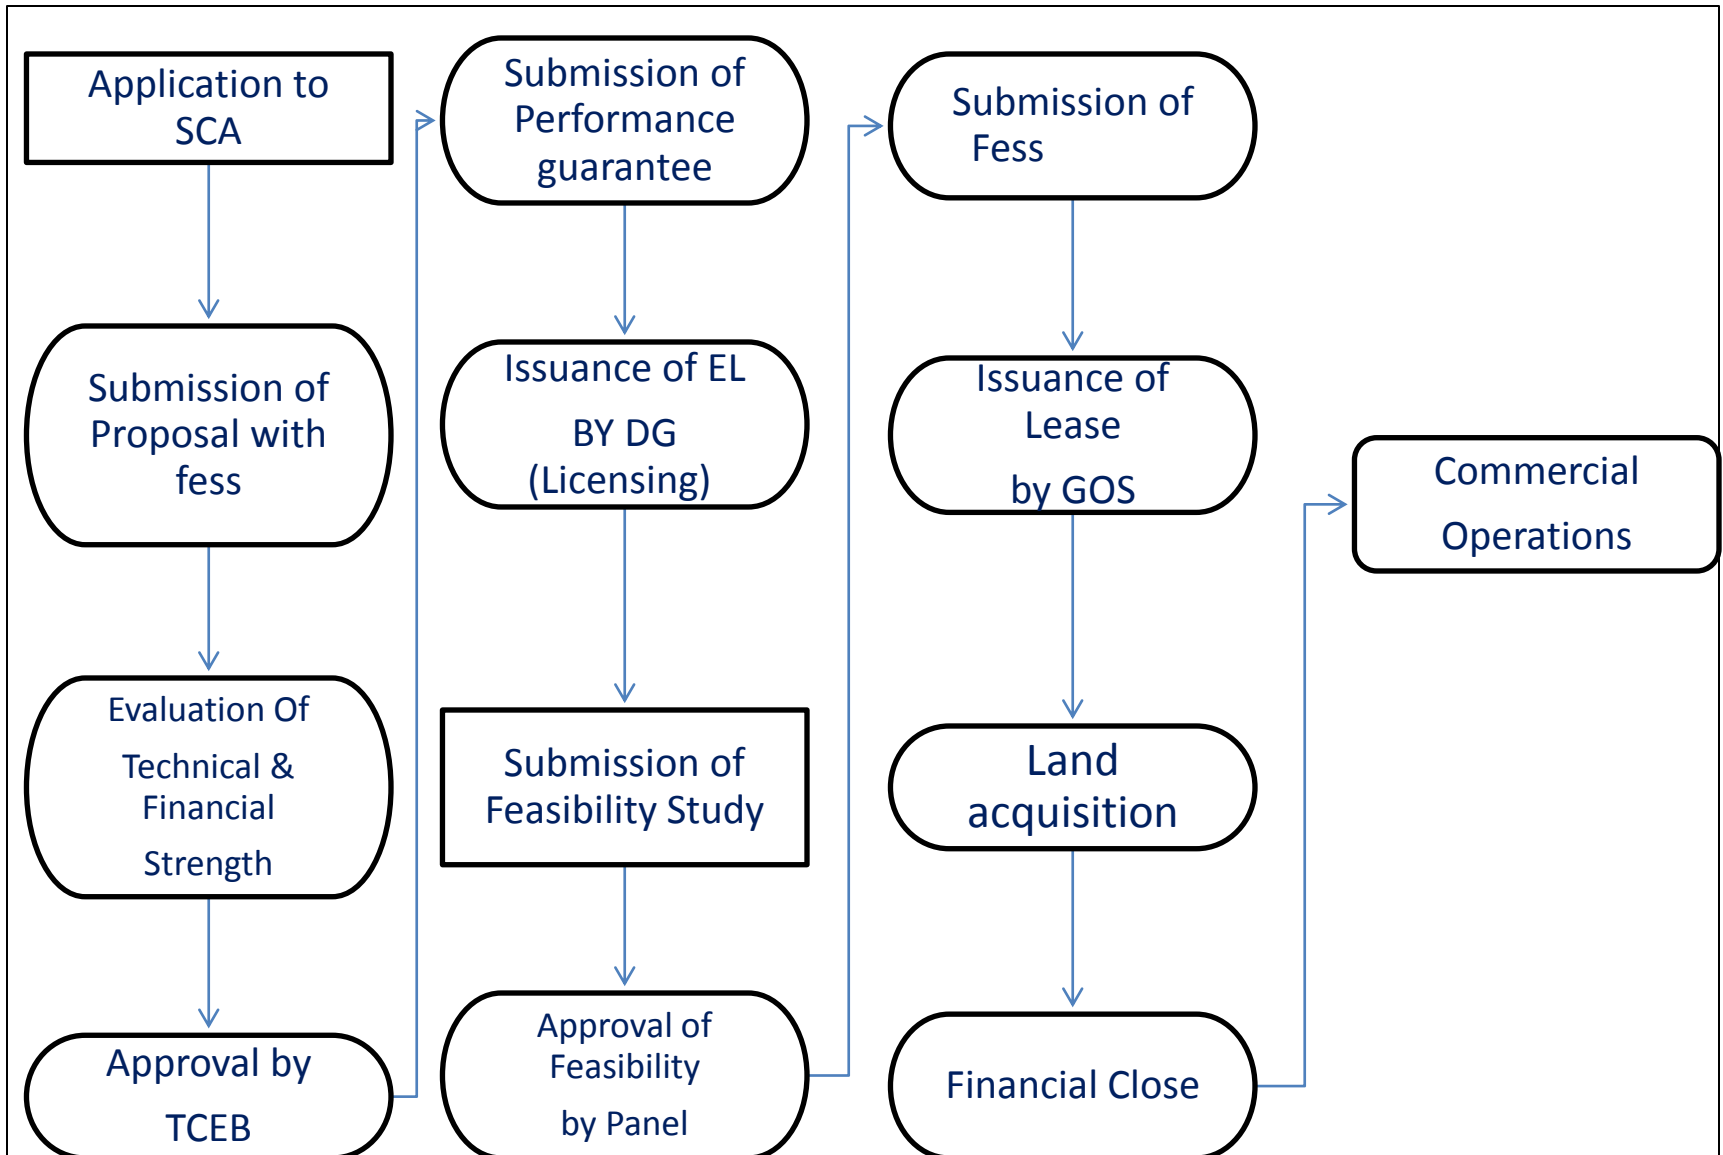 Application to
SCA
Submission of
Proposal with
fess
Evaluation Of
Technical &
Financial
Strength
Approval by
TCEB
Submission of
Performance
guarantee
Issuance of EL
BY DG
(Licensing)
Submission of
Feasibility Study
Approval of
Feasibility
by Panel
Submission of
Fess
Issuance of
Lease
by GOS
Land
acquisition
Financial Close
Commercial
Operations